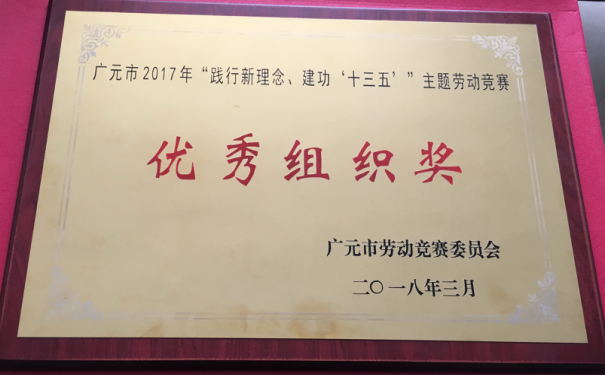 广元市2017年“践行新理念、建功‘十三五’”主题劳动竞赛
优秀组织奖
广元市劳动竞赛委员会
二〇一八年三月